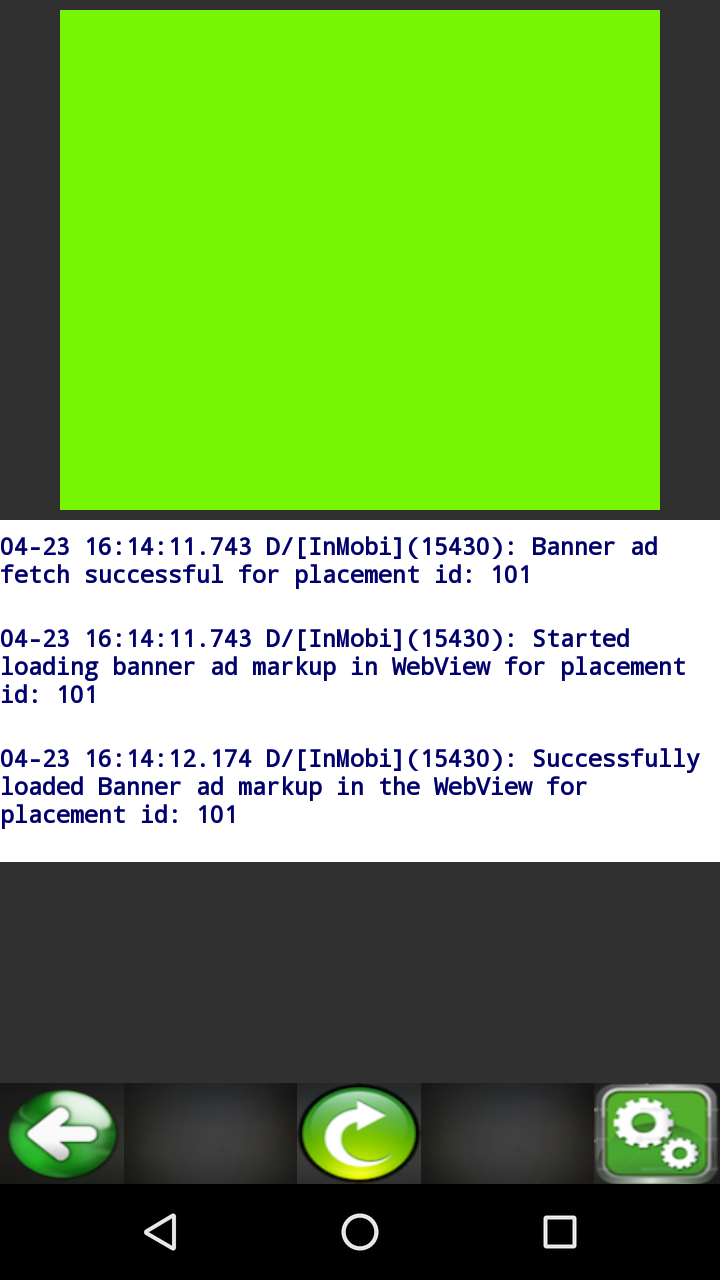 04-23 16:14:11.743 D/[InMobi](15430): Banner ad
fetch successful for placement id: 101
04-23 16:14:11.743 D/[InMobi](15430): Started
loading banner ad markup in WebView for placement
id: 101
04-23 16:14:12.174 D/[InMobi](15430): Successfully
loaded Banner ad markup in the WebView for
placement id: 101